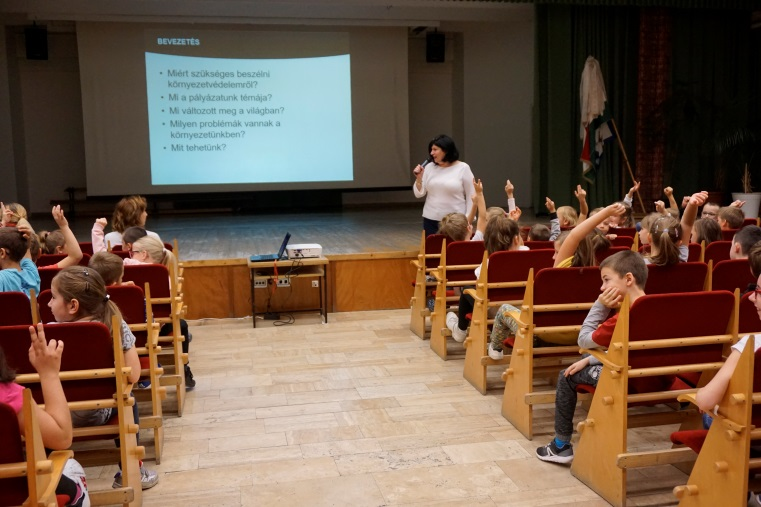 BEVEZETÉS
• Miért szükséges beszélni
környezetvédelemről?
• Mi a pályázatunk témája?
• Mi változott meg a világban?
• Milyen problémák vannak a
környezetünkben?
• Mit tehetünk?